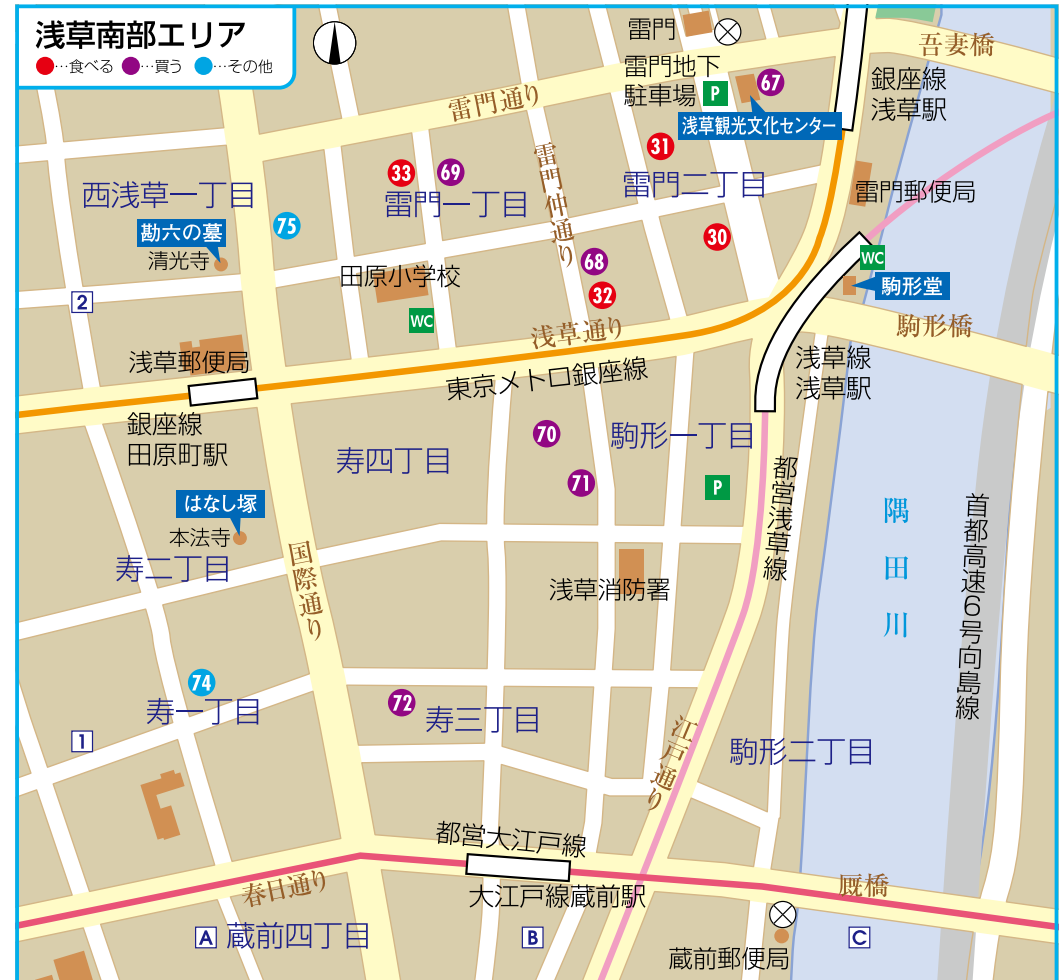 浅草南部エリア
●…食べる ●…買う ●…その他
雷門
雷門地下
駐車場
P
67
浅草観光文化センター
吾妻橋
銀座線
浅草駅
雷門通り
31
33
69
雷門一丁目
雷門仲通り
雷門二丁目
雷門郵便局
西浅草一丁目
勘六の墓
清光寺
75
30
68
32
WC
駒形堂
田原小学校
WC
2
浅草通り
駒形橋
浅草郵便局
東京メトロ銀座線
浅草線
浅草駅
銀座線
田原町駅
70
駒形一丁目
寿四丁目
71
P
都営浅草線
はなし塚
本法寺
隅田川
首都高速6号向島線
国際通り
寿二丁目
浅草消防署
74
寿一丁目
72
寿三丁目
江戸通り
駒形二丁目
1
都営大江戸線
春日通り
大江戸線蔵前駅
厩橋
A
蔵前四丁目
B
C
蔵前郵便局